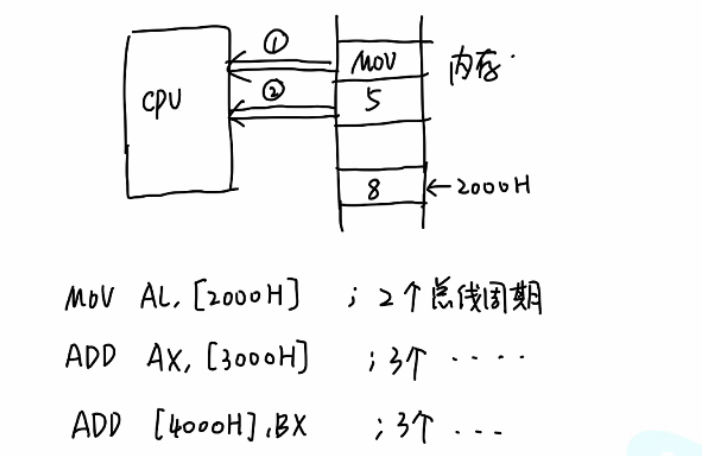 ①
MOV 内存.
CPU ② 5
8 ←2000H
MOV AL, [2000H] ; 2个总线周期
ADD AX, [3000H] ; 3个 ....
ADD [4000H], BX ; 3个 ...